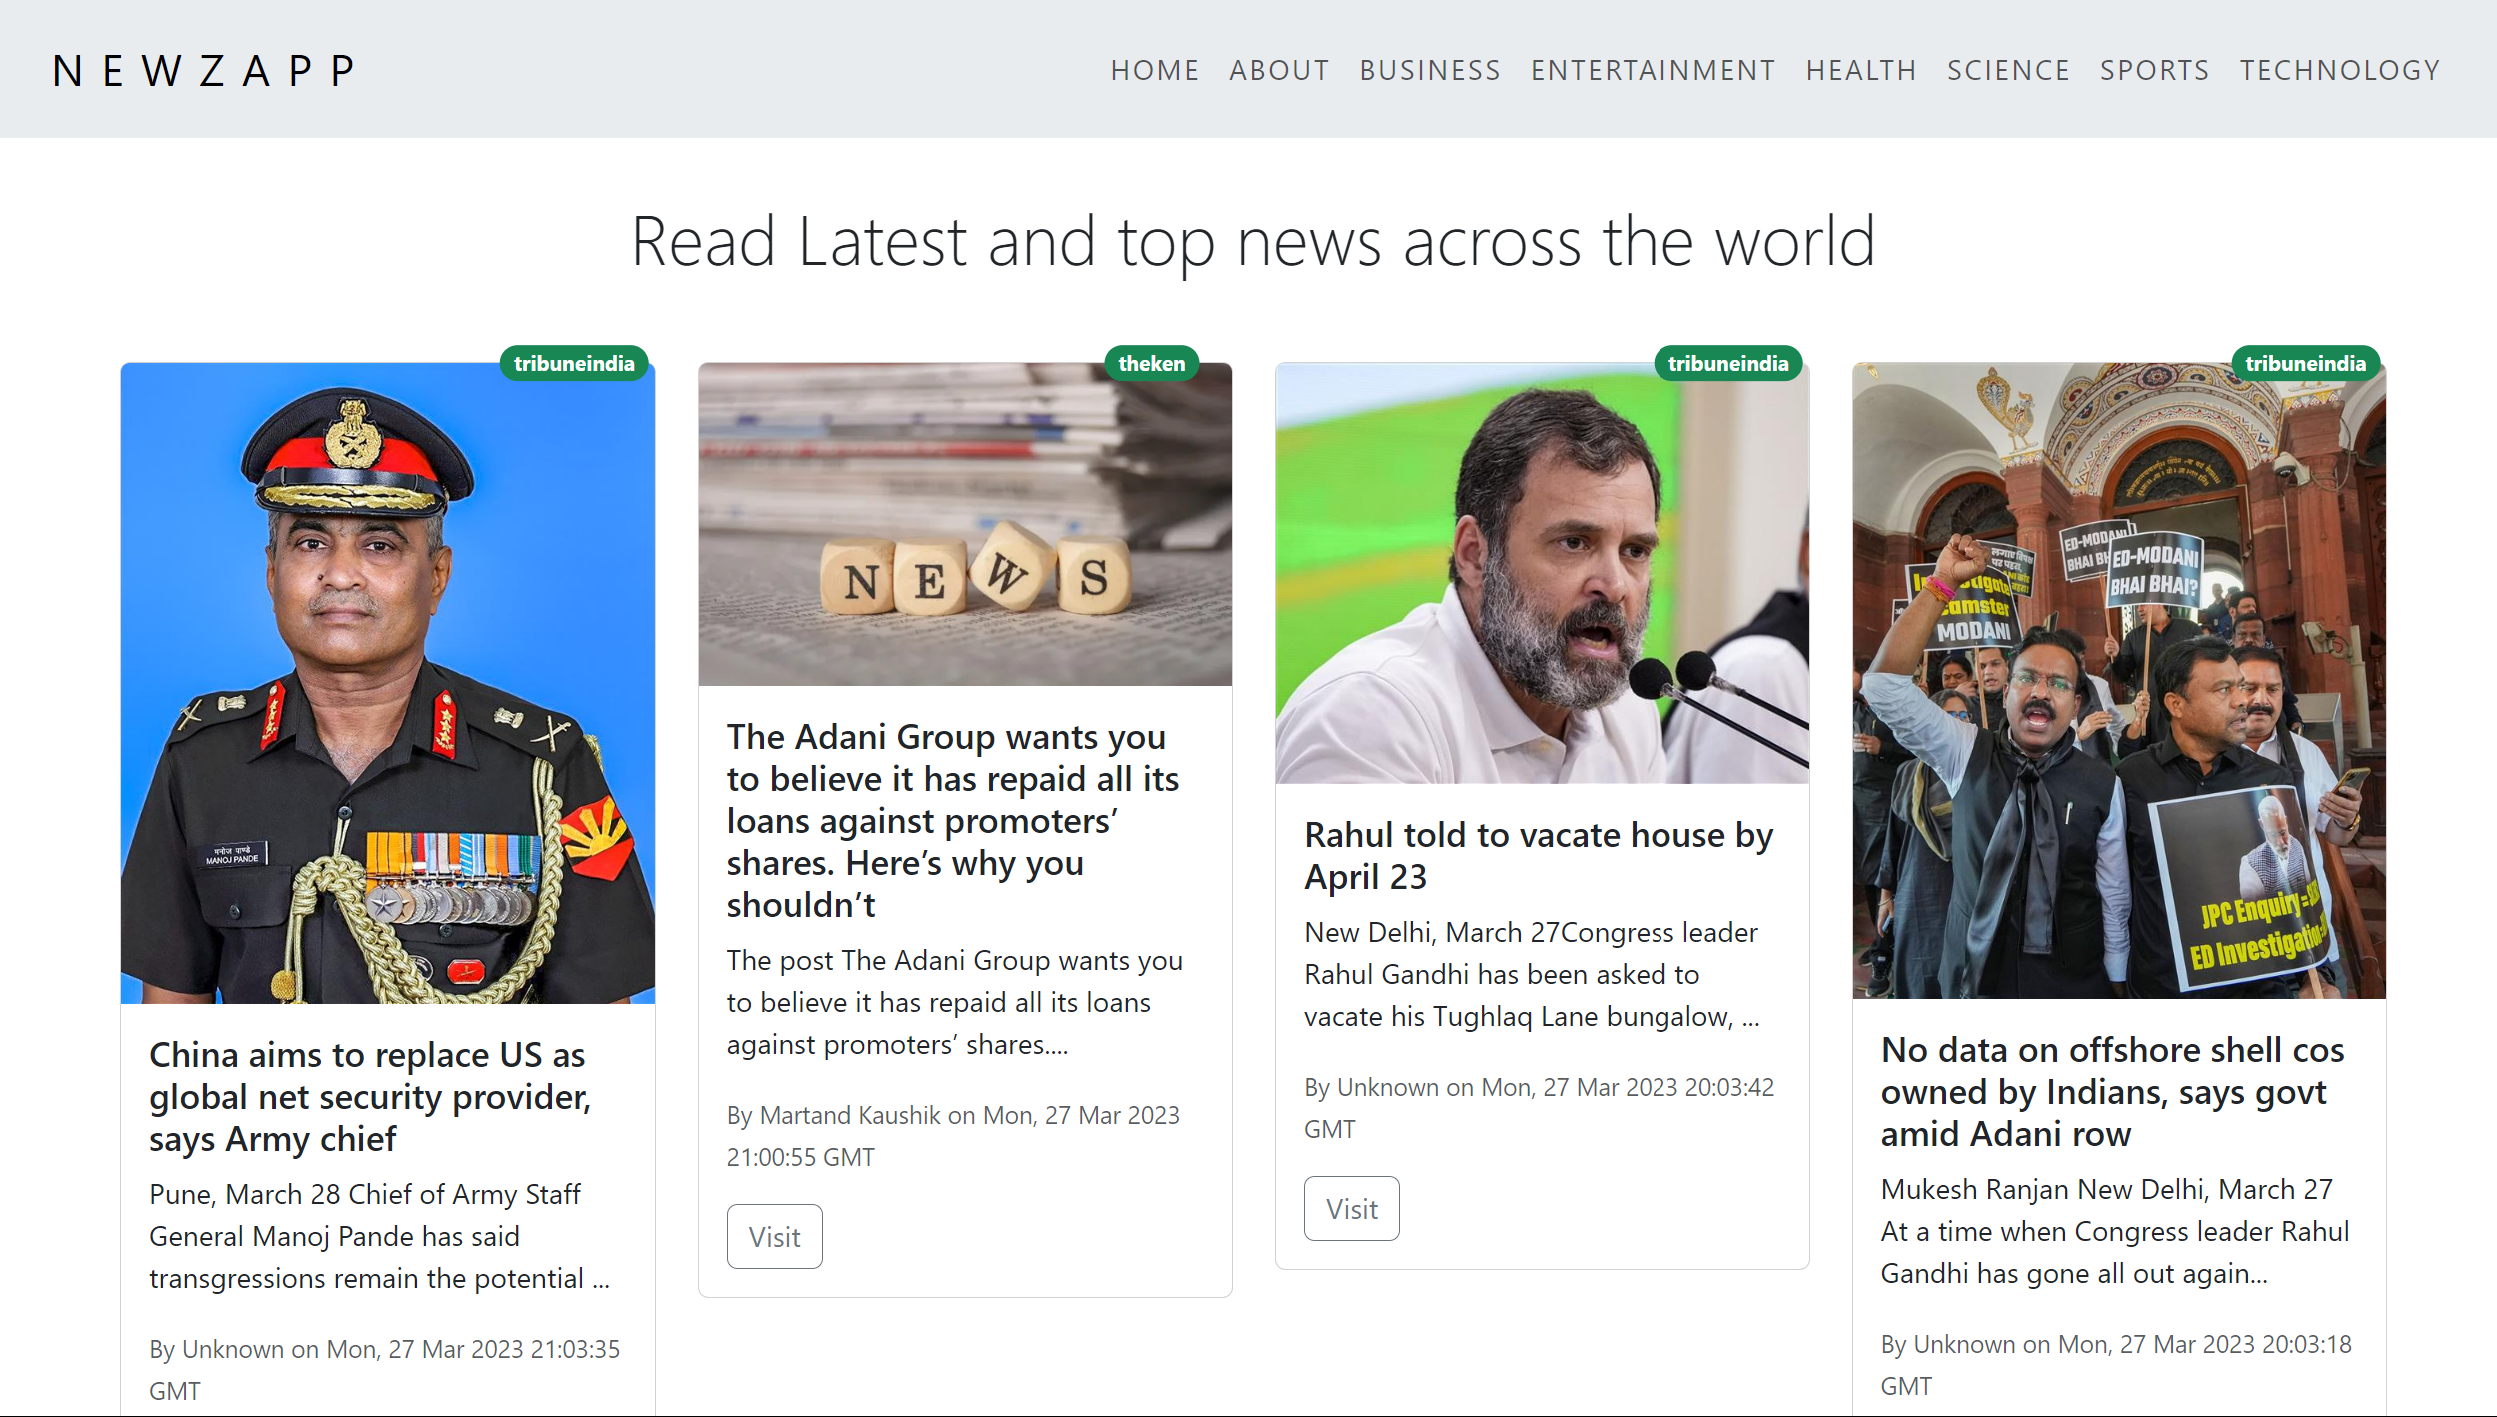 NEWZAPP
HOME ABOUT BUSINESS ENTERTAINMENT HEALTH SCIENCE SPORTS TECHNOLOGY
Read Latest and top news across the world
tribuneindia
मनोज पाण्डे
MANOJ PANDE
China aims to replace US as
global net security provider,
says Army chief
Pune, March 28 Chief of Army Staff
General Manoj Pande has said
transgressions remain the potential ...
By Unknown on Mon, 27 Mar 2023 21:03:35
GMT
theken
NEWS
The Adani Group wants you
to believe it has repaid all its
loans against promoters’
shares. Here’s why you
shouldn’t
The post The Adani Group wants you
to believe it has repaid all its loans
against promoters’ shares....
By Martand Kaushik on Mon, 27 Mar 2023
21:00:55 GMT
Visit
tribuneindia
Rahul told to vacate house by
April 23
New Delhi, March 27Congress leader
Rahul Gandhi has been asked to
vacate his Tughlaq Lane bungalow, ...
By Unknown on Mon, 27 Mar 2023 20:03:42
GMT
Visit
tribuneindia
ED-MODANI
BHAI
ED-MODANI
BHAI BHAI?
MODANI
JPC Enquiry =
ED Investigation
No data on offshore shell cos
owned by Indians, says govt
amid Adani row
Mukesh Ranjan New Delhi, March 27
At a time when Congress leader Rahul
Gandhi has gone all out again...
By Unknown on Mon, 27 Mar 2023 20:03:18
GMT